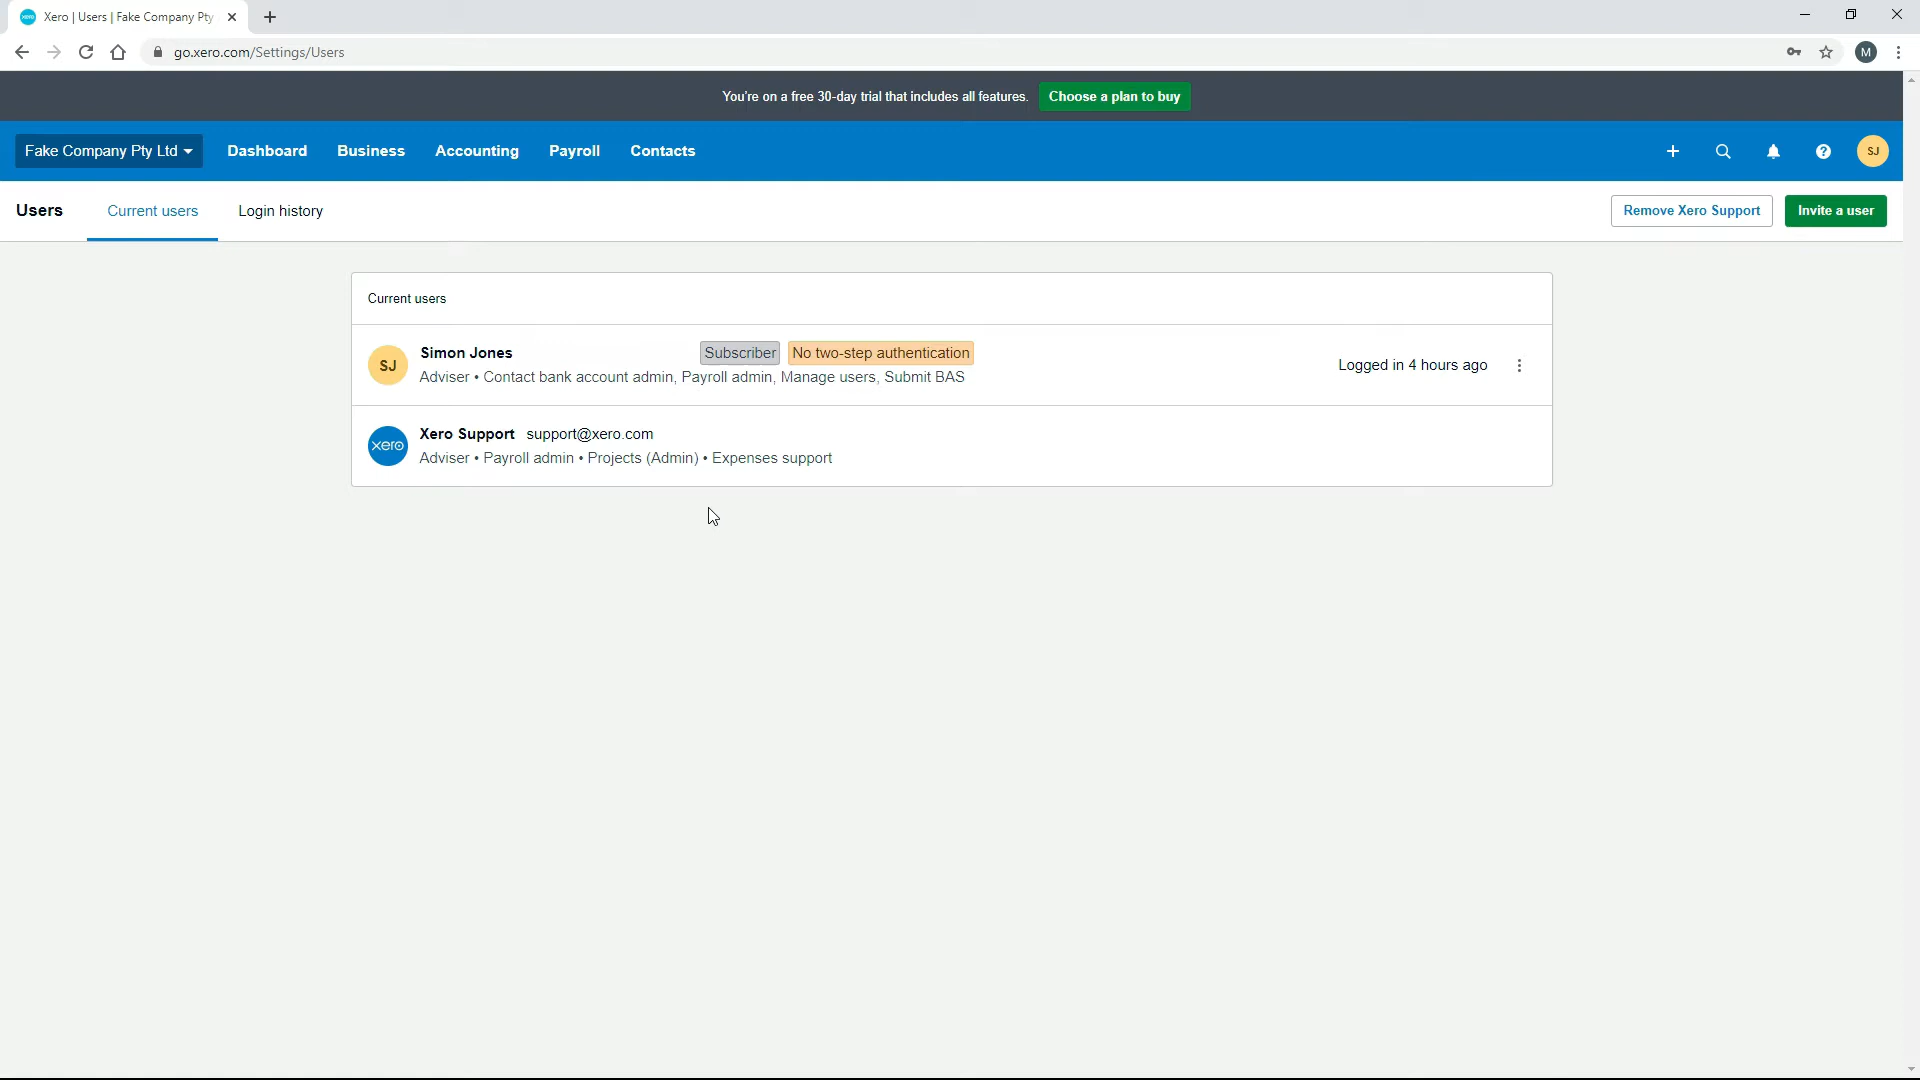 Xero | Users | Fake Company Pty
go.xero.com/Settings/Users
M
You're on a free 30-day trial that includes all features. Choose a plan to buy
Fake Company Pty Ltd Dashboard Business Accounting Payroll Contacts SJ
Users Current users Login history Remove Xero Support Invite a user
Current users
SJ Simon Jones Subscriber No two-step authentication
Adviser • Contact bank account admin, Payroll admin, Manage users, Submit BAS
Logged in 4 hours ago
xero Xero Support support@xero.com
Adviser • Payroll admin • Projects (Admin) • Expenses support